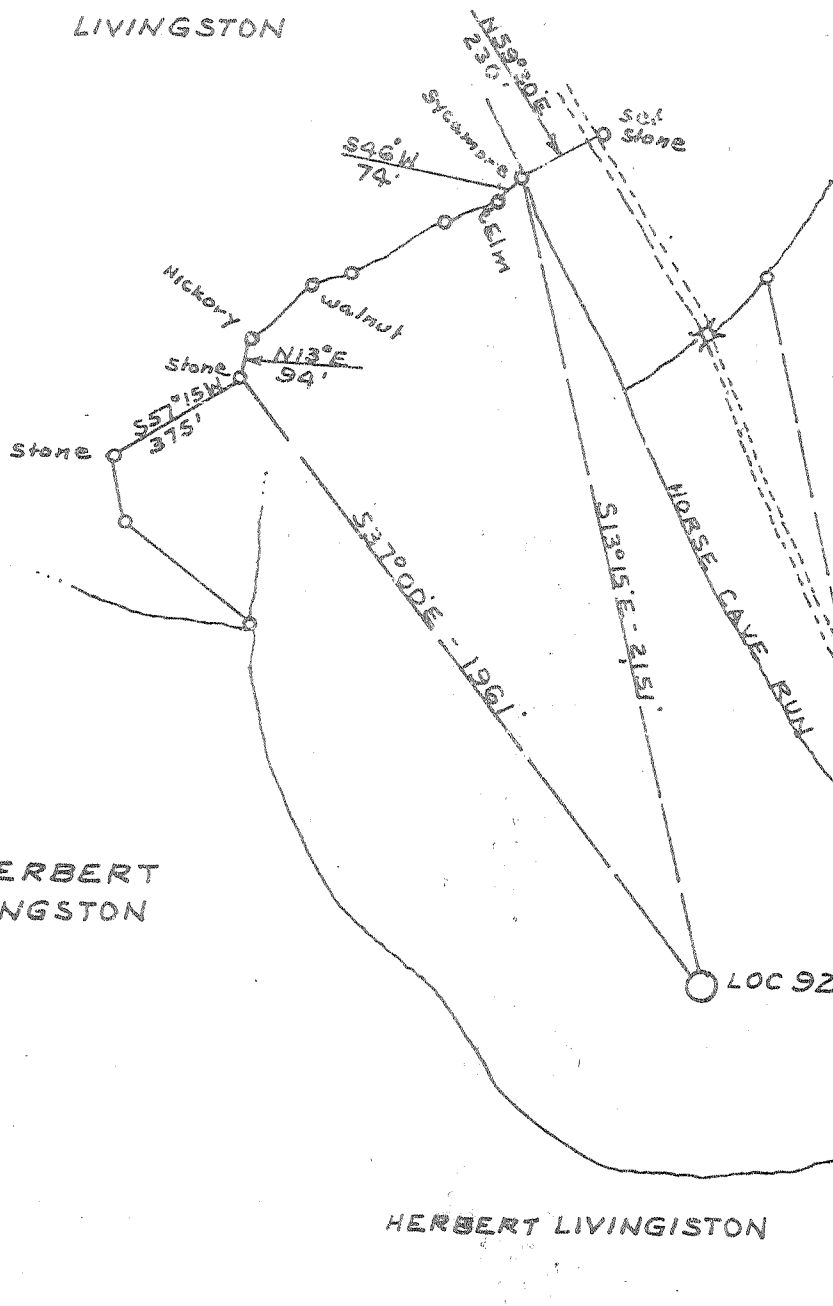 LIVINGSTON
N59°30'E
230'
Set
Stone
Sycamore
S46°W
74'
Elm
Hickory
Walnut
Stone
N13°E
94'
S57°15W
375'
Stone
S37°00'E - 1961'
S13°15'E - 2151'
HORSE CAVE RUN
ERBERT
NGSTON
LOC 92
HERBERT LIVINGISTON